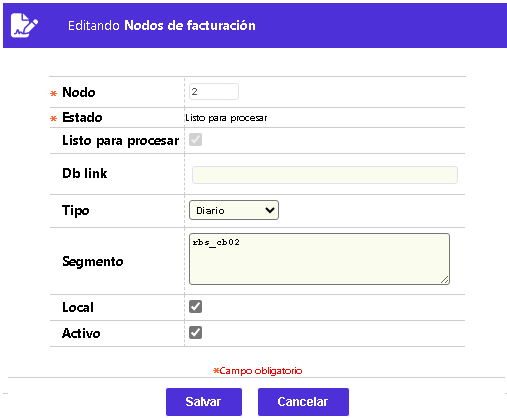 Editando Nodos de facturación
* Nodo 2
* Estado Listo para procesar
Listo para procesar
Db link
Tipo Diario
Segmento rbs_cb02
Local
Activo
*Campo obligatorio
Salvar Cancelar